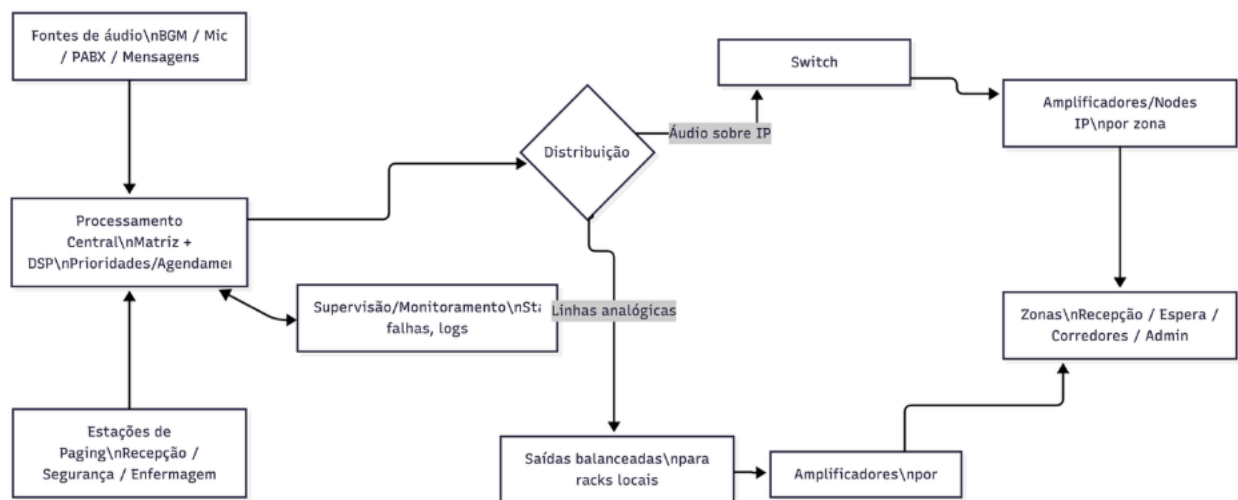 Fontes de áudio\nBGM / Mic
/ PABX / Mensagens
Switch
Amplificadores/Nodes
IP\npor zona
Áudio sobre IP
Distribuição
Processamento
Central\nMatriz +
DSP\nPrioridades/Agendamen
Supervisão/Monitoramento\nSta
falhas, logs
Linhas analógicas
Zonas\nRecepção / Espera /
Corredores / Admin
Estações de
Paging\nRecepção /
Segurança / Enfermagem
Saídas balanceadas\npara
racks locais
Amplificadores\npor